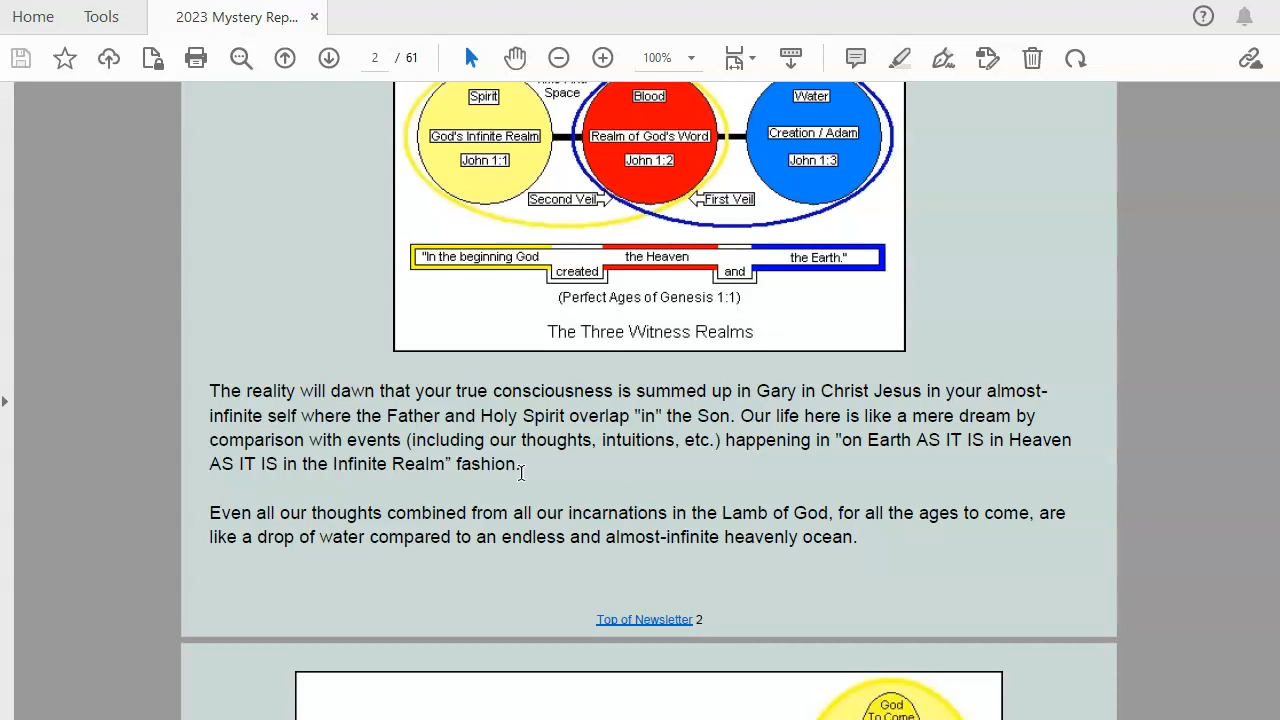 Home Tools 2023 Mystery Rep... ×
2 / 61 100%
Space
Spirit Blood Water
God's Infinite Realm Realm of God's Word Creation / Adam
John 1:1 John 1:2 John 1:3
Second Veil First Veil
"In the beginning God the Heaven the Earth."
created and
(Perfect Ages of Genesis 1:1)
The Three Witness Realms
The reality will dawn that your true consciousness is summed up in Gary in Christ Jesus in your almost-
infinite self where the Father and Holy Spirit overlap "in" the Son. Our life here is like a mere dream by
comparison with events (including our thoughts, intuitions, etc.) happening in "on Earth AS IT IS in Heaven
AS IT IS in the Infinite Realm” fashion.
Even all our thoughts combined from all our incarnations in the Lamb of God, for all the ages to come, are
like a drop of water compared to an endless and almost-infinite heavenly ocean.
Top of Newsletter 2
God
To Come